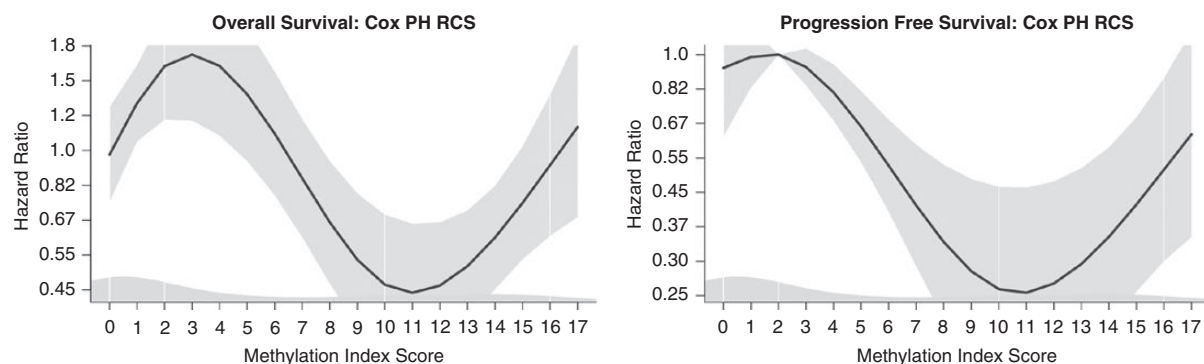 Overall Survival: Cox PH RCS
Hazard Ratio
1.8
1.5
1.2
1.0
0.82
0.67
0.55
0.45
0 1 2 3 4 5 6 7 8 9 10 11 12 13 14 15 16 17
Methylation Index Score
Progression Free Survival: Cox PH RCS
Hazard Ratio
1.0
0.82
0.67
0.55
0.45
0.37
0.30
0.25
0 1 2 3 4 5 6 7 8 9 10 11 12 13 14 15 16 17
Methylation Index Score